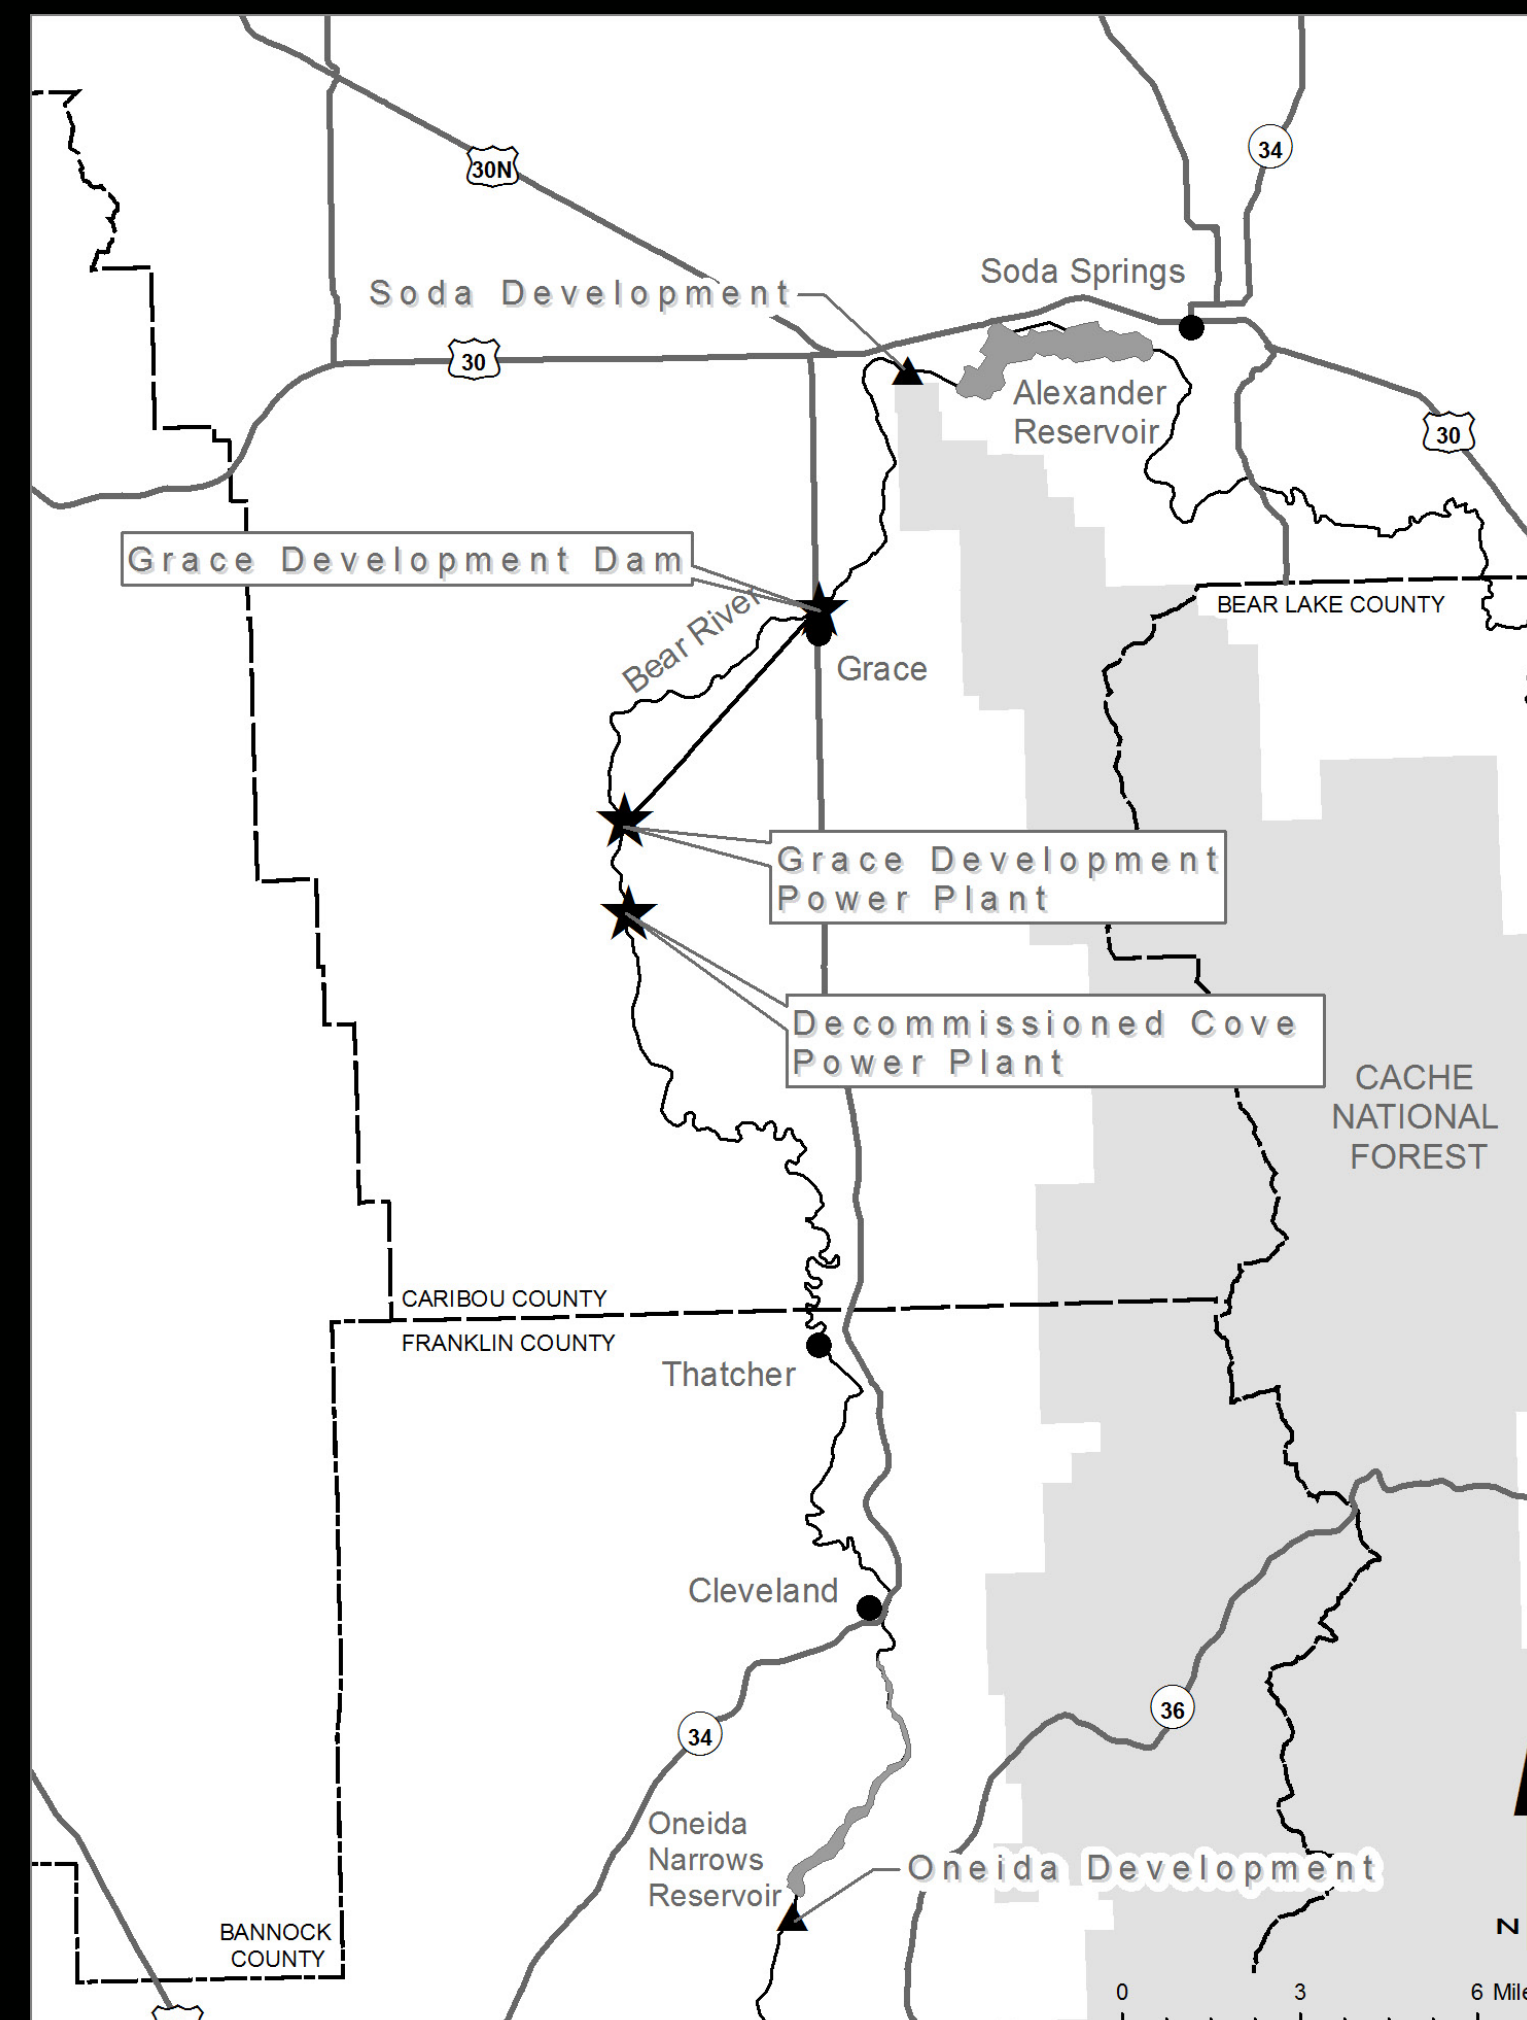 34
30N
Soda Springs
Soda Development
30
Alexander
Reservoir
30
Grace Development Dam
BEAR LAKE COUNTY
Bear River
Grace
Grace Development
Power Plant
Decommissioned Cove
Power Plant
CACHE
NATIONAL
FOREST
CARIBOU COUNTY
FRANKLIN COUNTY
Thatcher
Cleveland
36
34
Oneida
Narrows
Reservoir
Oneida Development
BANNOCK
COUNTY
N
0 3 6 Mile